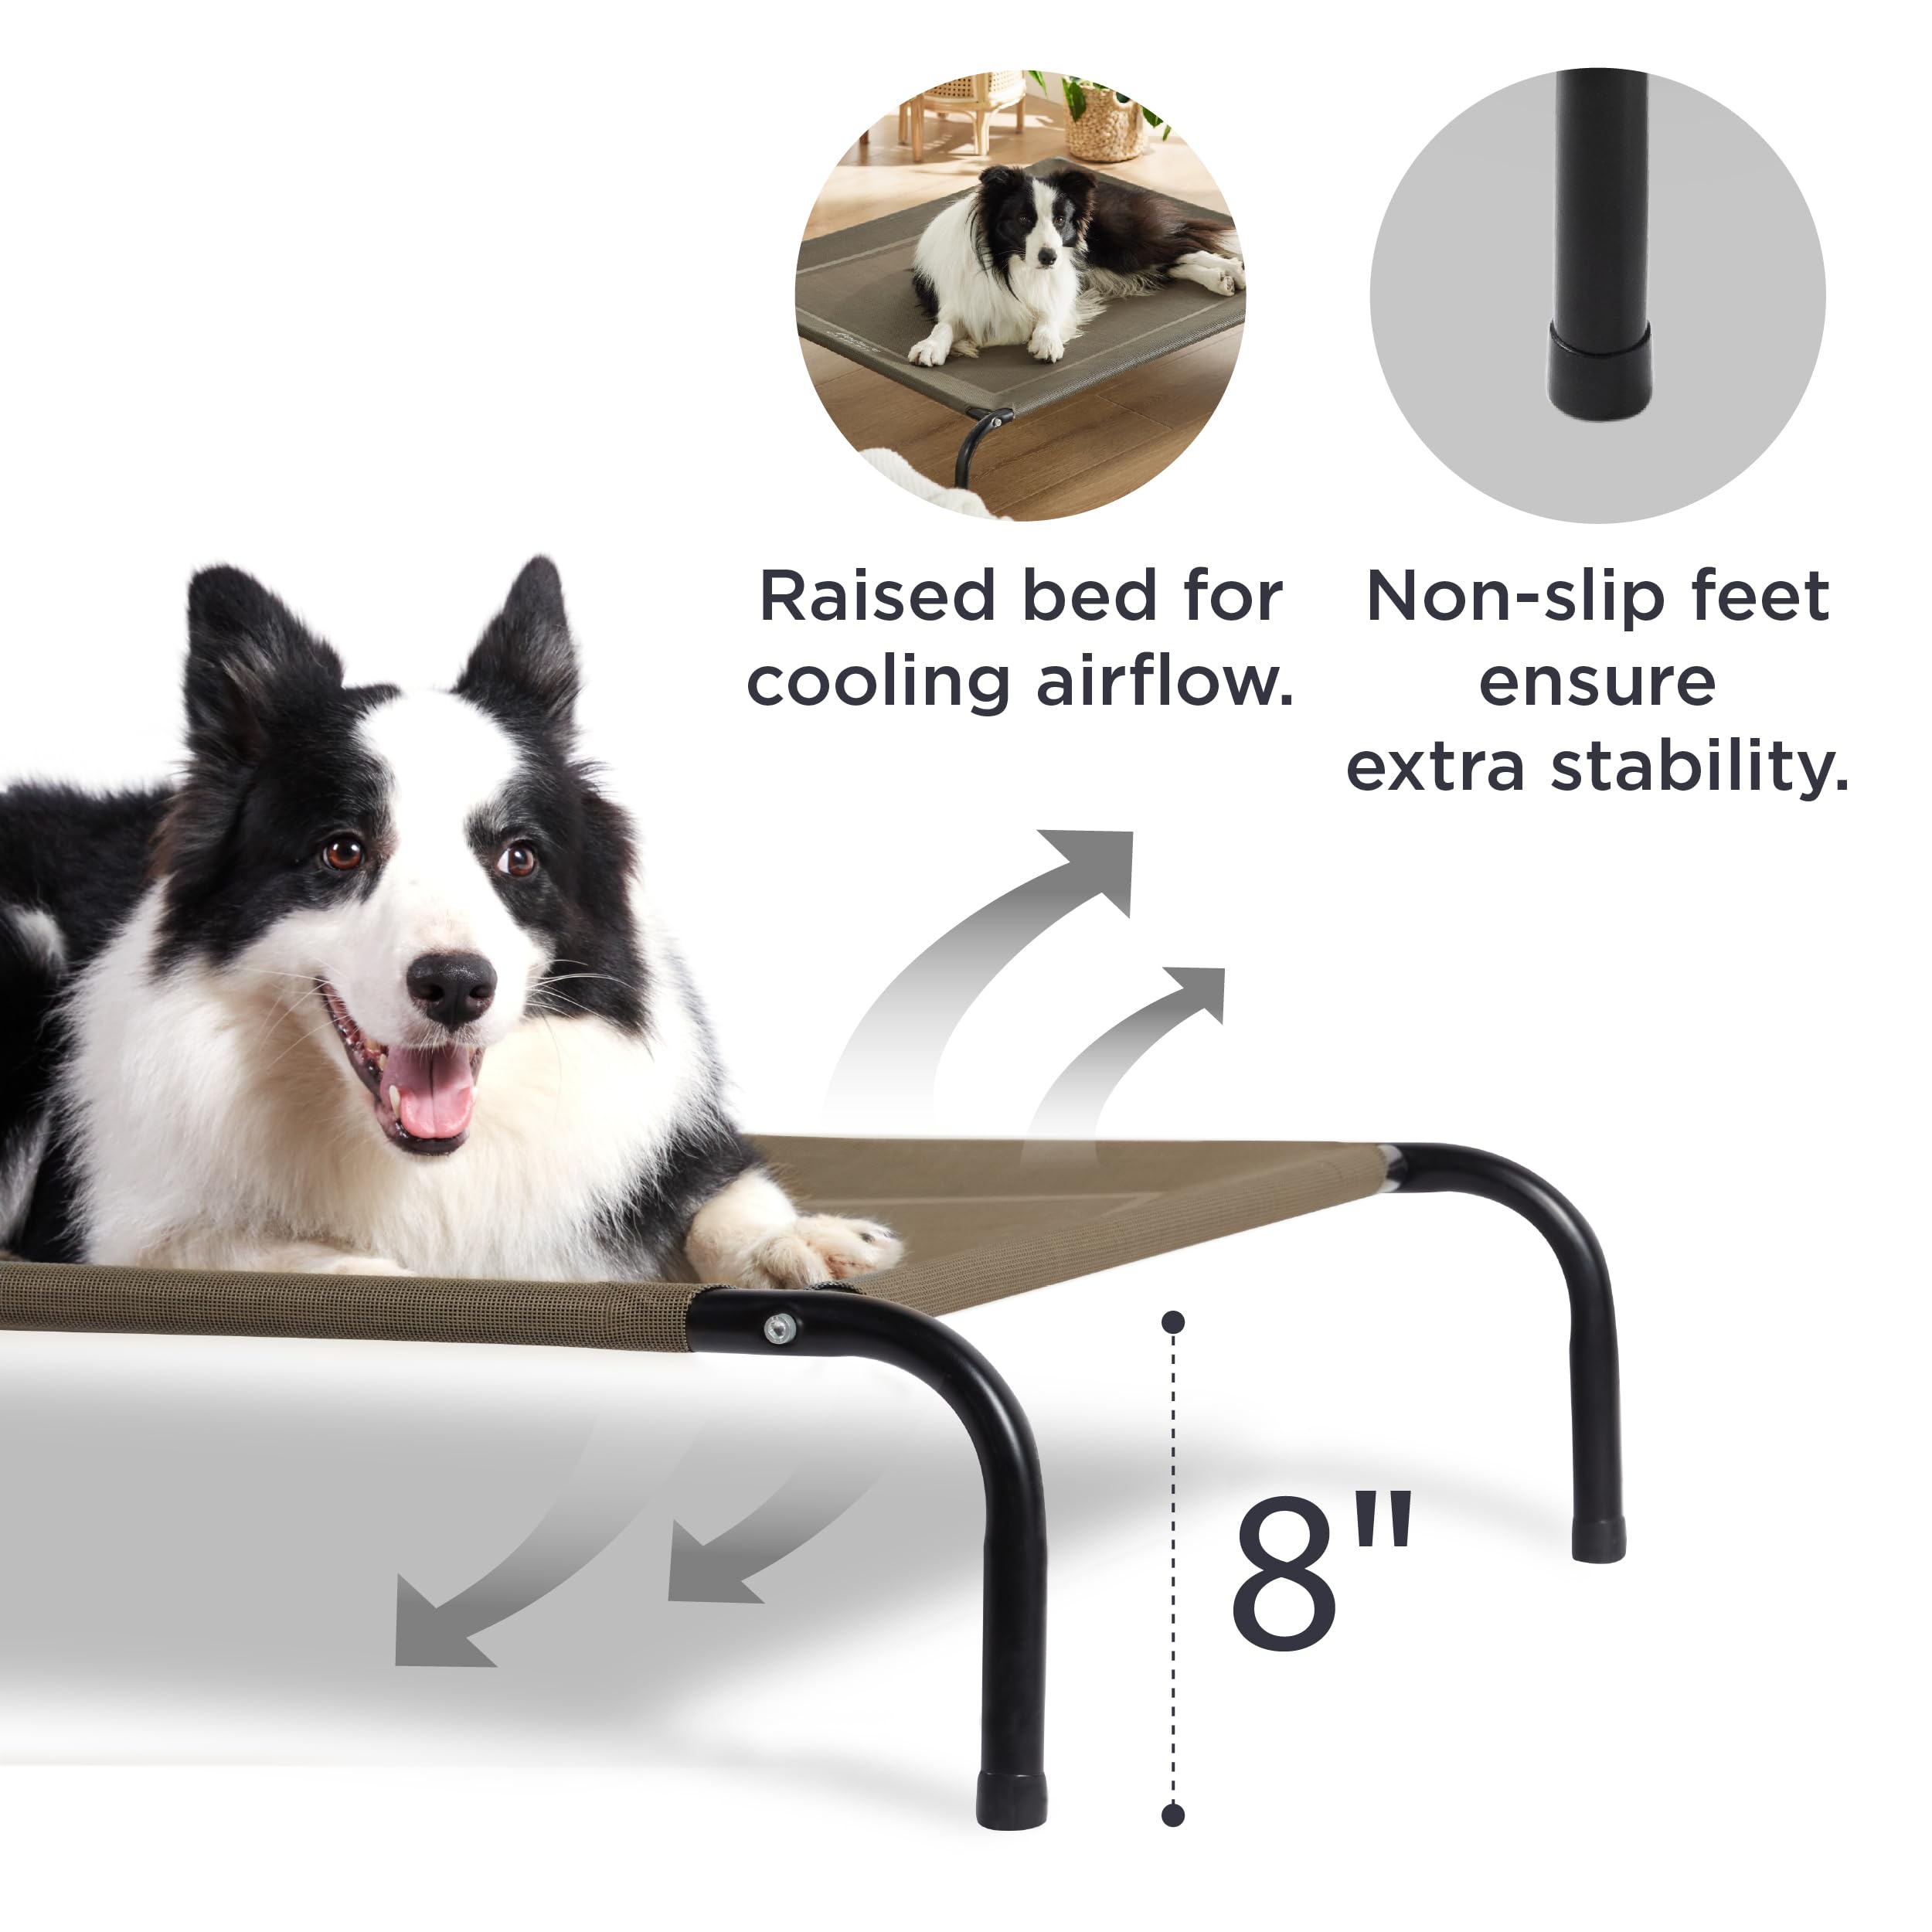 Raised bed for
cooling airflow.
Non-slip feet
ensure
extra stability.
8"